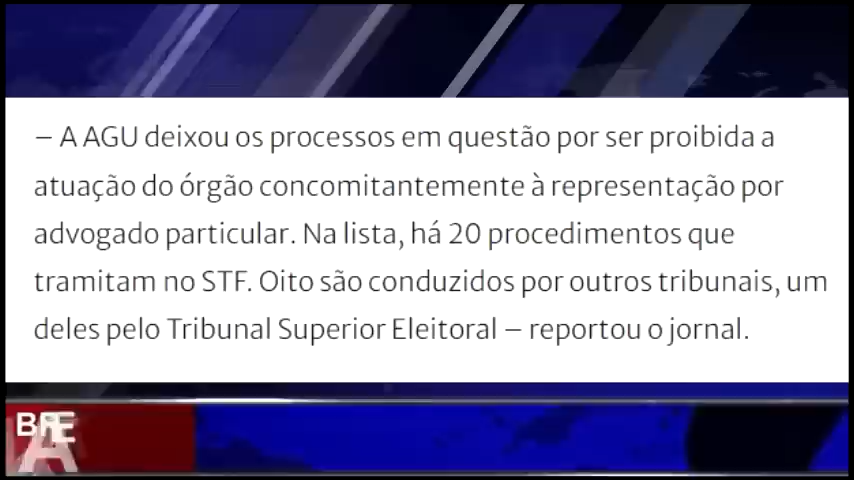 – A AGU deixou os processos em questão por ser proibida a
atuação do órgão concomitantemente à representação por
advogado particular. Na lista, há 20 procedimentos que
tramitam no STF. Oito são conduzidos por outros tribunais, um
deles pelo Tribunal Superior Eleitoral – reportou o jornal.